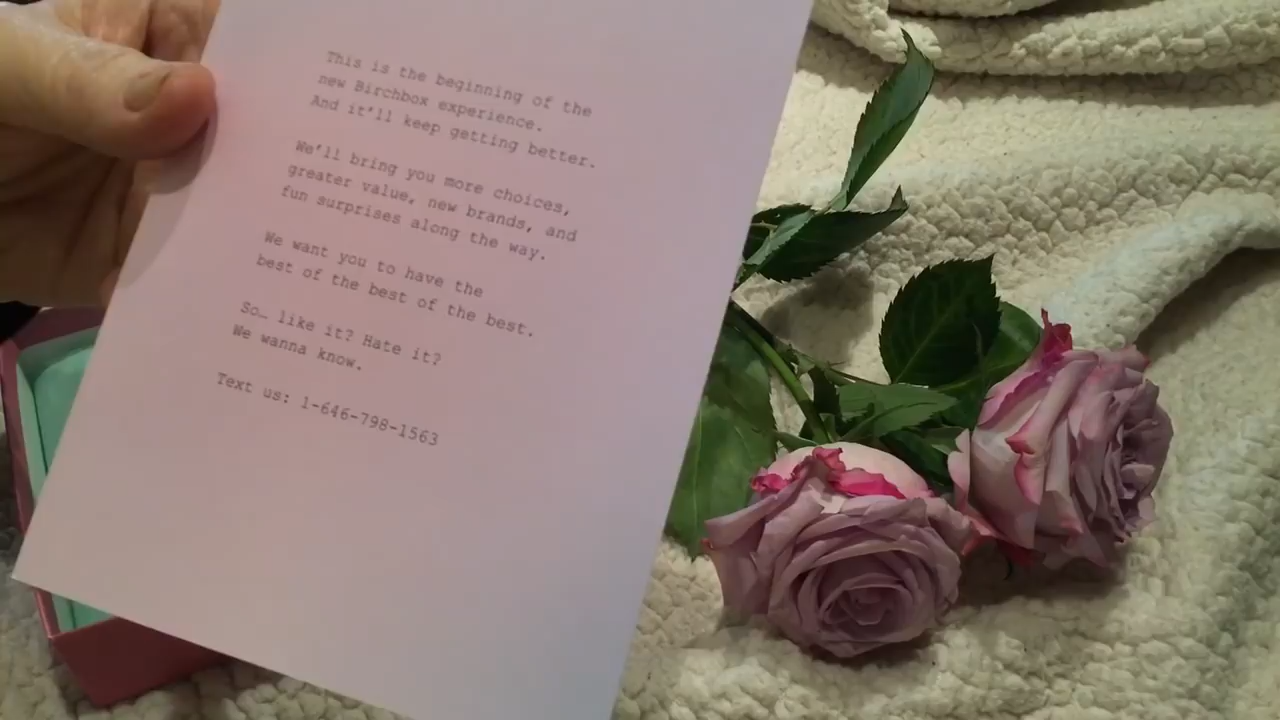 This is the beginning of the
new Birchbox experience.
And it'll keep getting better.
We'll bring you more choices,
greater value, new brands, and
fun surprises along the way.
We want you to have the
best of the best of the best.
So… like it? Hate it?
We wanna know.
Text us: 1-646-798-1563